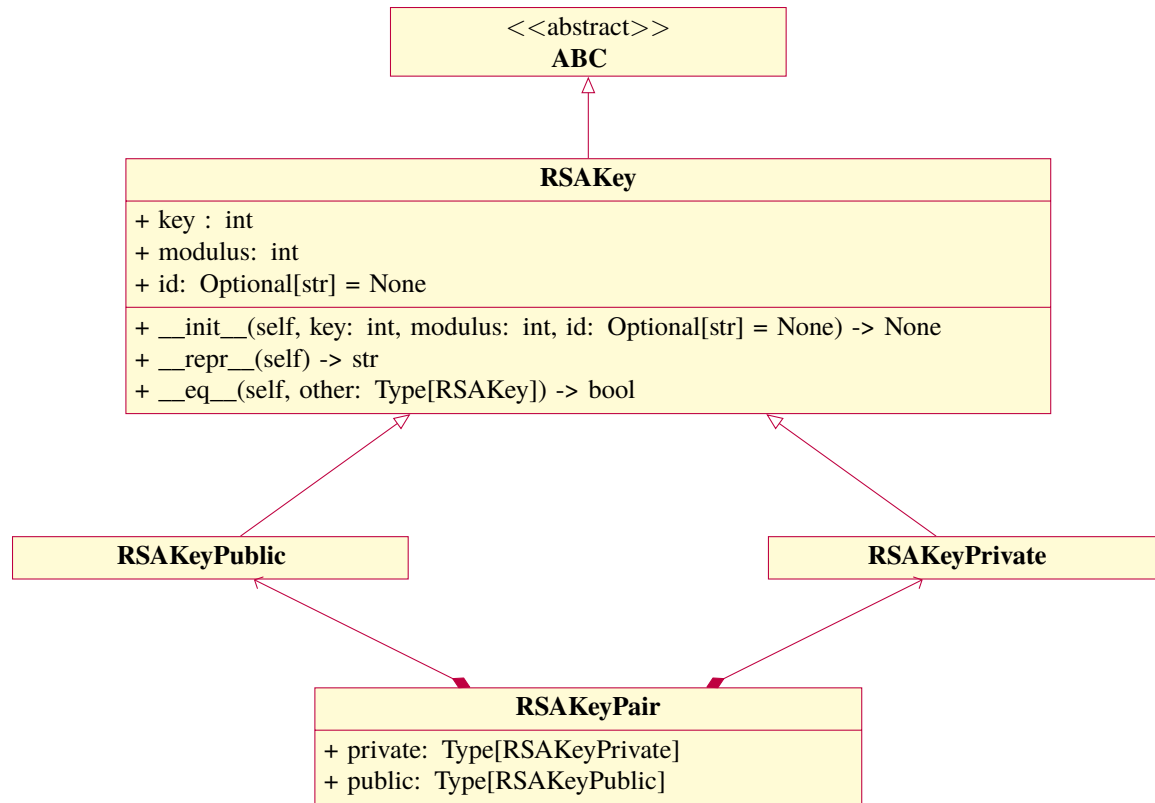 <<abstract>>
ABC
RSAKey
+ key : int
+ modulus: int
+ id: Optional[str] = None
+ __init__(self, key: int, modulus: int, id: Optional[str] = None) -> None
+ __repr__(self) -> str
+ __eq__(self, other: Type[RSAKey]) -> bool
RSAKeyPublic
RSAKeyPrivate
RSAKeyPair
+ private: Type[RSAKeyPrivate]
+ public: Type[RSAKeyPublic]